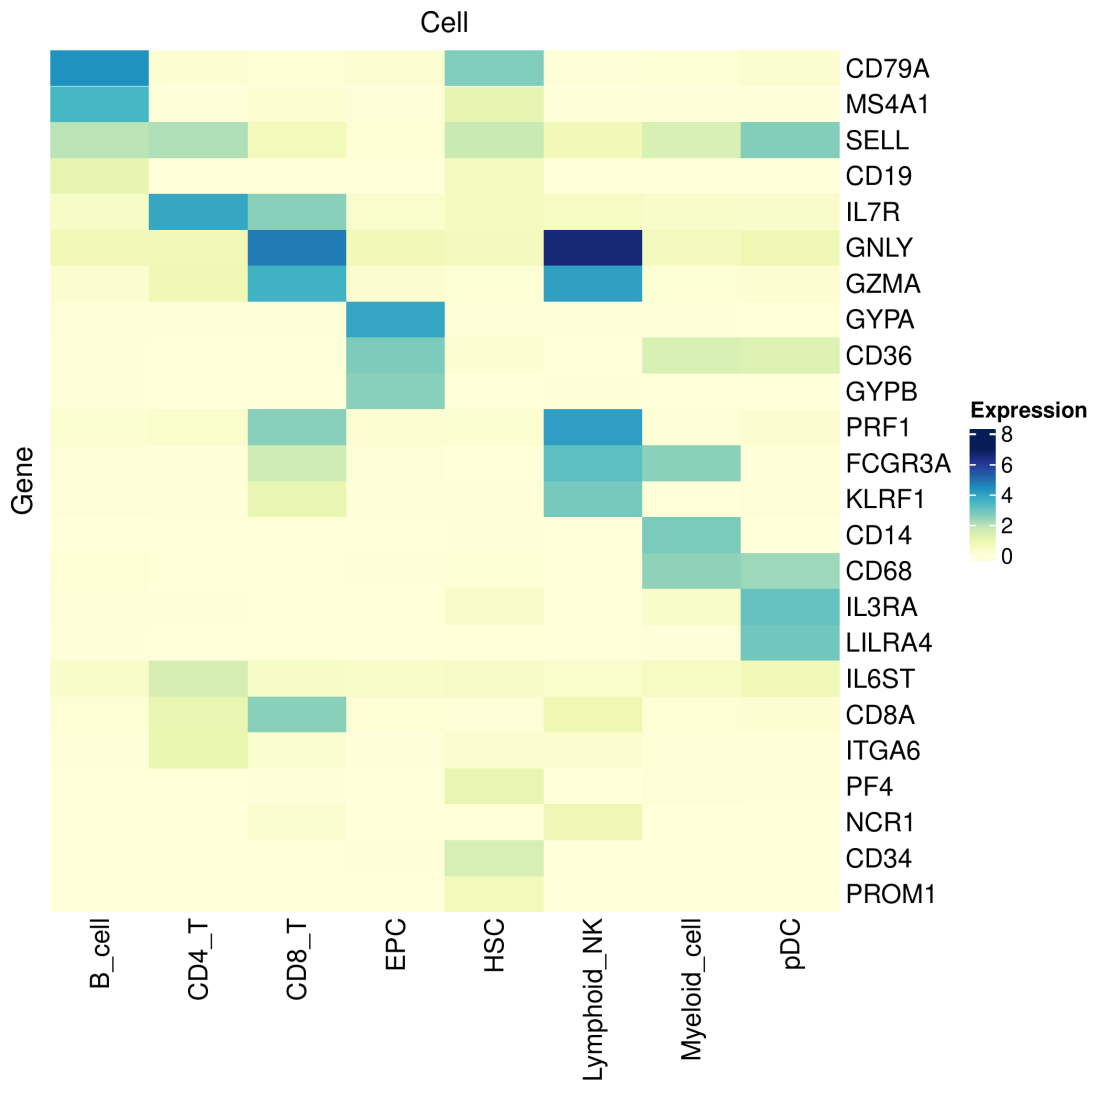 Cell
CD79A
MS4A1
SELL
CD19
IL7R
GNLY
GZMA
GYPA
CD36
GYPB
PRF1
FCGR3A
KLRF1
CD14
CD68
IL3RA
LILRA4
IL6ST
CD8A
ITGA6
PF4
NCR1
CD34
PROM1
Gene
B_cell
CD4_T
CD8_T
EPC
HSC
Lymphoid_NK
Myeloid_cell
pDC
Expression
8
6
4
2
0